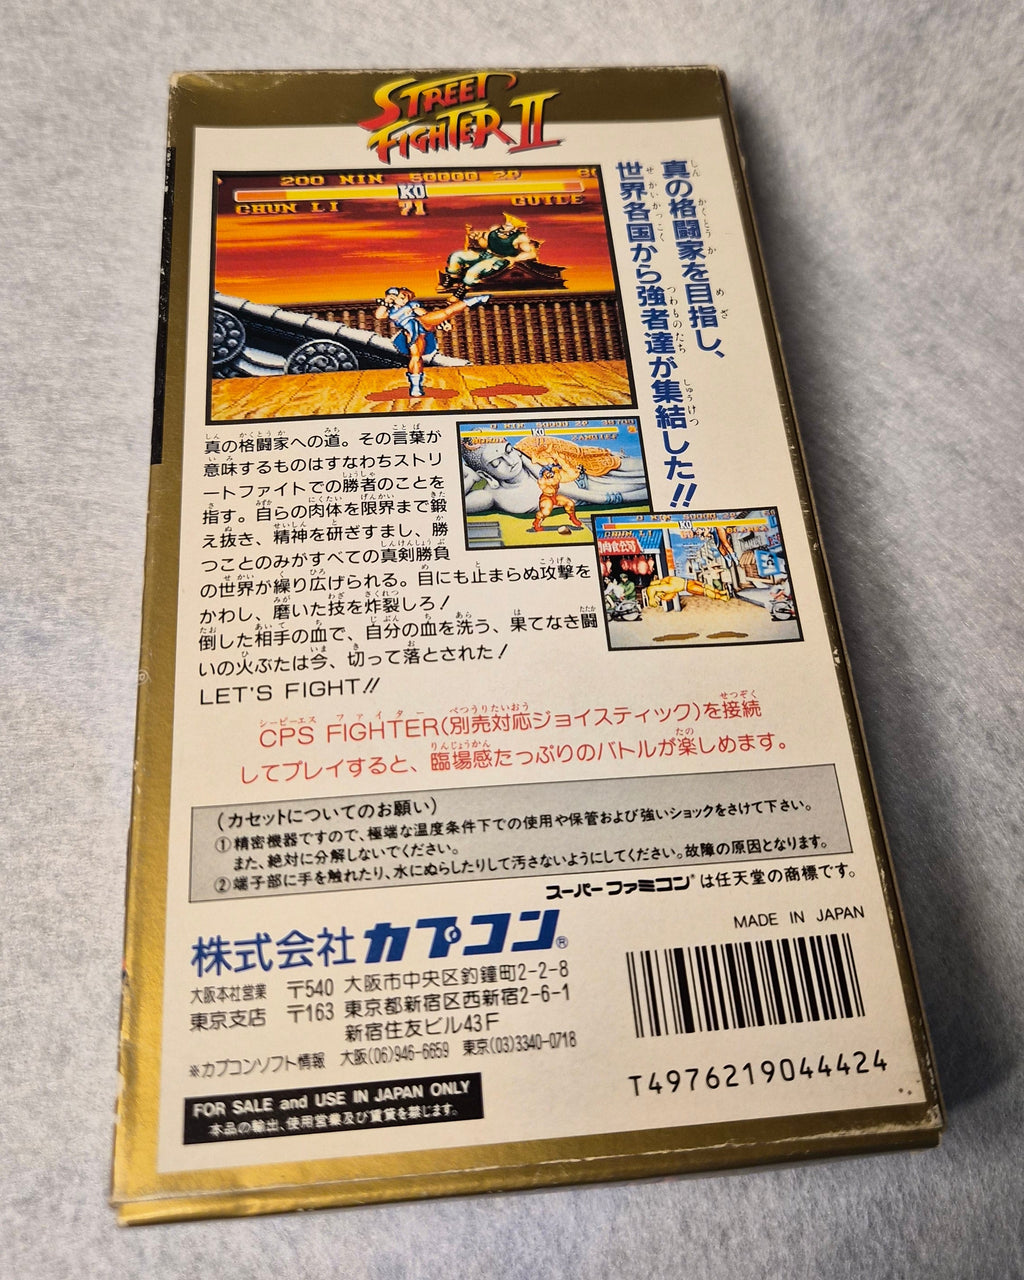 STREET
FIGHTER II
200 NIN 50000 2P
KO
CHUN LI 71 GUILE
真の格闘家を目指し、
世界各国から強者達が集結した!!
真の格闘家への道。その言葉が
意味するものはすなわちストリ
ートファイトでの勝者のことを
指す。自らの肉体を限界まで鍛
え抜き、精神を研ぎすまし、勝
つことのみがすべての真剣勝負
の世界が繰り広げられる。目にも止まらぬ攻撃を
かわし、磨いた技を炸裂しろ!
倒した相手の血で、自分の血を洗う、果てなき闘
いの火ぶたは今、切って落とされた!
LET'S FIGHT!!
CPS FIGHTER(別売対応ジョイスティック)を接続
してプレイすると、臨場感たっぷりのバトルが楽しめます。
(カセットについてのお願い)
①精密機器ですので、極端な温度条件下での使用や保管および強いショックをさけて下さい。
また、絶対に分解しないでください。
②端子部に手を触れたり、水にぬらしたりして汚さないようにしてください。故障の原因となります。
スーパーファミコン®は任天堂の商標です。
MADE IN JAPAN
株式会社カプコン®
大阪本社営業 〒540 大阪市中央区釣鐘町2-2-8
東京支店 〒163 東京都新宿区西新宿2-6-1
新宿住友ビル43F
※カプコンソフト情報 大阪(06)946-6659 東京(03)3340-0718
T4976219044424
FOR SALE and USE IN JAPAN ONLY
本品の輸出、使用営業及び賃貸を禁じます。